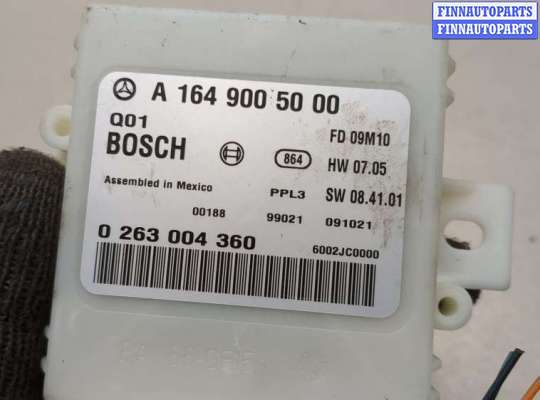 FINNAUTOPARTS
FINNAUTOPARTS
A 164 900 50 00
Q01
FD 09M10
BOSCH
864
HW 07.05
Assembled in Mexico
PPL3
SW 08.41.01
00188
99021
091021
0 263 004 360
6002JC0000